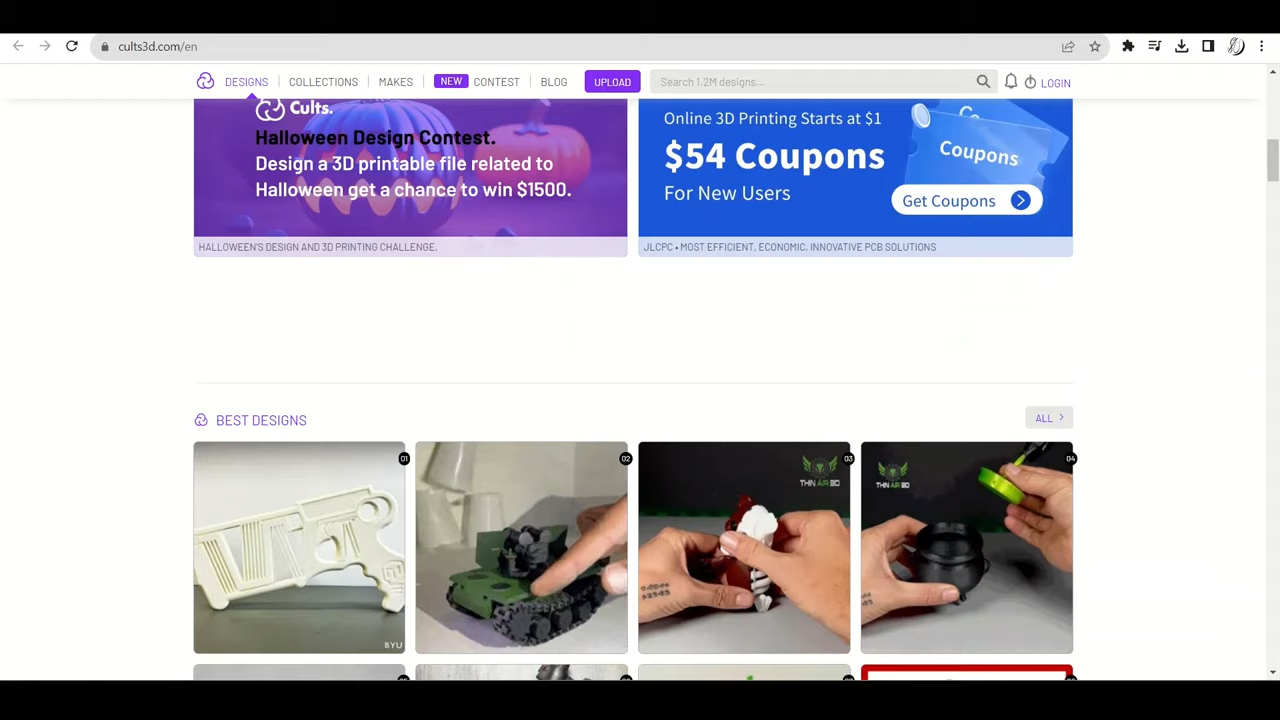 cults3d.com/en
DESIGNS COLLECTIONS MAKES NEW CONTEST BLOG UPLOAD Search 1.2M designs... LOGIN
Cults.
Halloween Design Contest.
Design a 3D printable file related to
Halloween get a chance to win $1500.
HALLOWEEN'S DESIGN AND 3D PRINTING CHALLENGE.
Online 3D Printing Starts at $1
$54 Coupons
For New Users
Coupons
Get Coupons
JLCPC • MOST EFFICIENT, ECONOMIC, INNOVATIVE PCB SOLUTIONS
BEST DESIGNS
ALL
01
BYU
02
03
THIN AIR 3D
04
THIN AIR 3D